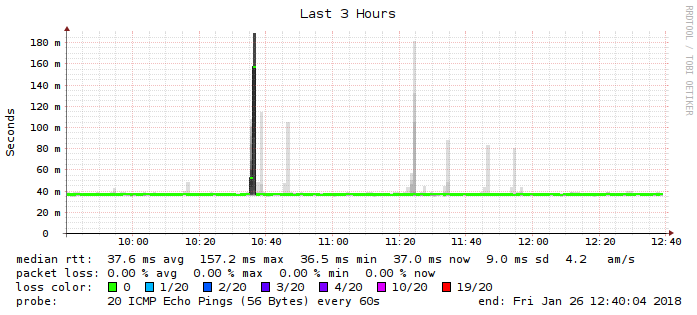 Last 3 Hours
RRDTOOL / TOBI OETIKER
Seconds
180 m
160 m
140 m
120 m
100 m
80 m
60 m
40 m
20 m
0
10:00 10:20 10:40 11:00 11:20 11:40 12:00 12:20 12:40
median rtt: 37.6 ms avg 157.2 ms max 36.5 ms min 37.0 ms now 9.0 ms sd 4.2 am/s
packet loss: 0.00 % avg 0.00 % max 0.00 % min 0.00 % now
loss color: 0 1/20 2/20 3/20 4/20 10/20 19/20
probe: 20 ICMP Echo Pings (56 Bytes) every 60s end: Fri Jan 26 12:40:04 2018